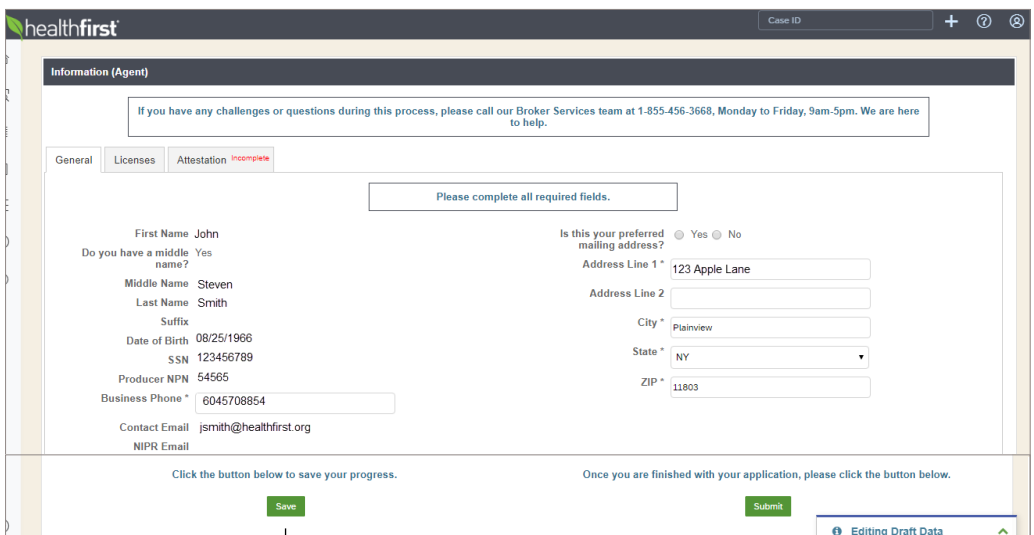 healthfirst
Case ID
Information (Agent)
If you have any challenges or questions during this process, please call our Broker Services team at 1-855-456-3668, Monday to Friday, 9am-5pm. We are here
to help.
General Licenses Attestation Incomplete
Please complete all required fields.
First Name John
Do you have a middle Yes
name?
Middle Name Steven
Last Name Smith
Suffix
Date of Birth 08/25/1966
SSN 123456789
Producer NPN 54565
Business Phone * 6045708854
Contact Email jsmith@healthfirst.org
NIPR Email
Is this your preferred Yes No
mailing address?
Address Line 1 * 123 Apple Lane
Address Line 2
City * Plainview
State * NY
ZIP * 11803
Click the button below to save your progress.
Save
Once you are finished with your application, please click the button below.
Submit
Editing Draft Data